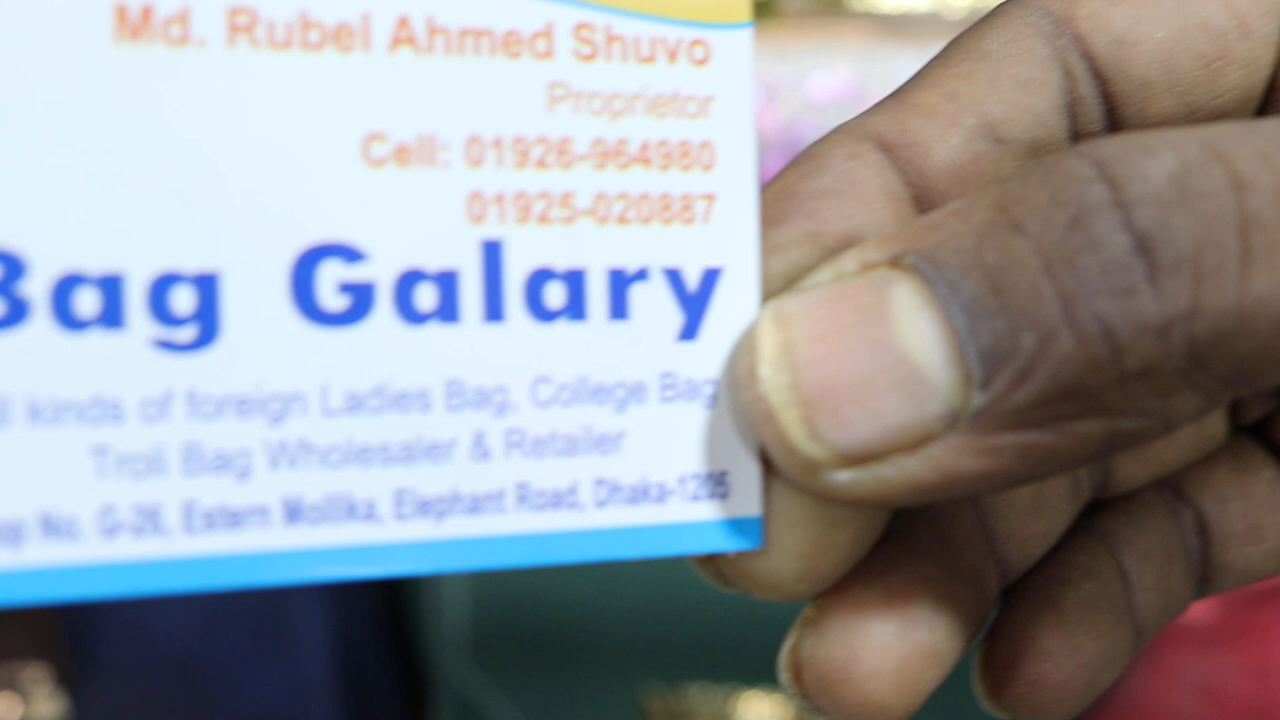 Md. Rubel Ahmed Shuvo
Proprietor
Cell: 01926-964980
01925-020887
Bag Galary
kinds of foreign Ladies Bag, College Bag
Troli Bag Wholesaler & Retailer
No. G-26, Estern Mollika, Elephant Road, Dhaka-1205